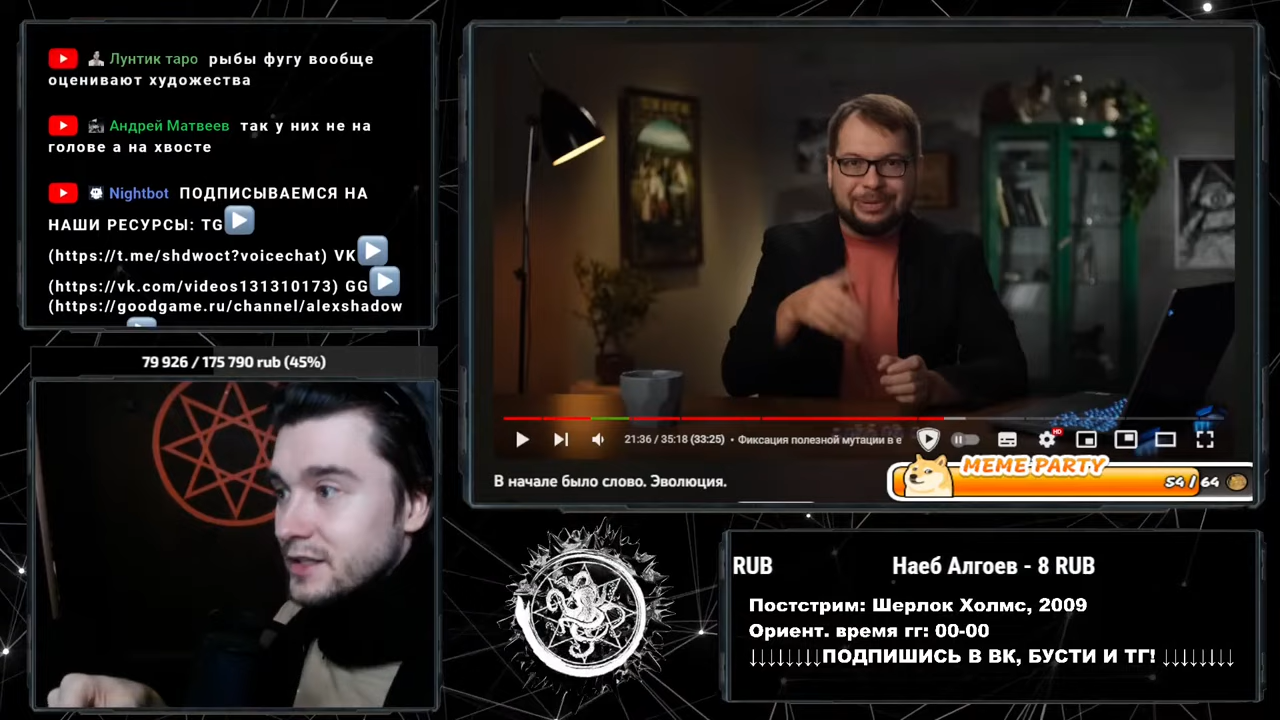 Лунтик таро рыбы фугу вообще
оценивают художества
Андрей Матвеев так у них не на
голове а на хвосте
Nightbot ПОДПИСЫВАЕМСЯ НА
НАШИ РЕСУРСЫ: TG
(https://t.me/shdwoct?voicechat) VK
(https://vk.com/videos131310173) GG
(https://goodgame.ru/channel/alexshadow
79 926 / 175 790 rub (45%)
21:36 / 35:18 (33:25) • Фиксация полезной мутации в е
HD
В начале было слово. Эволюция.
MEME PARTY
54 / 64
RUB Наеб Алгоев - 8 RUB
Постстрим: Шерлок Холмс, 2009
Ориент. время гг: 00-00
↓↓↓↓↓↓↓↓ПОДПИШИСЬ В ВК, БУСТИ И ТГ! ↓↓↓↓↓↓↓↓